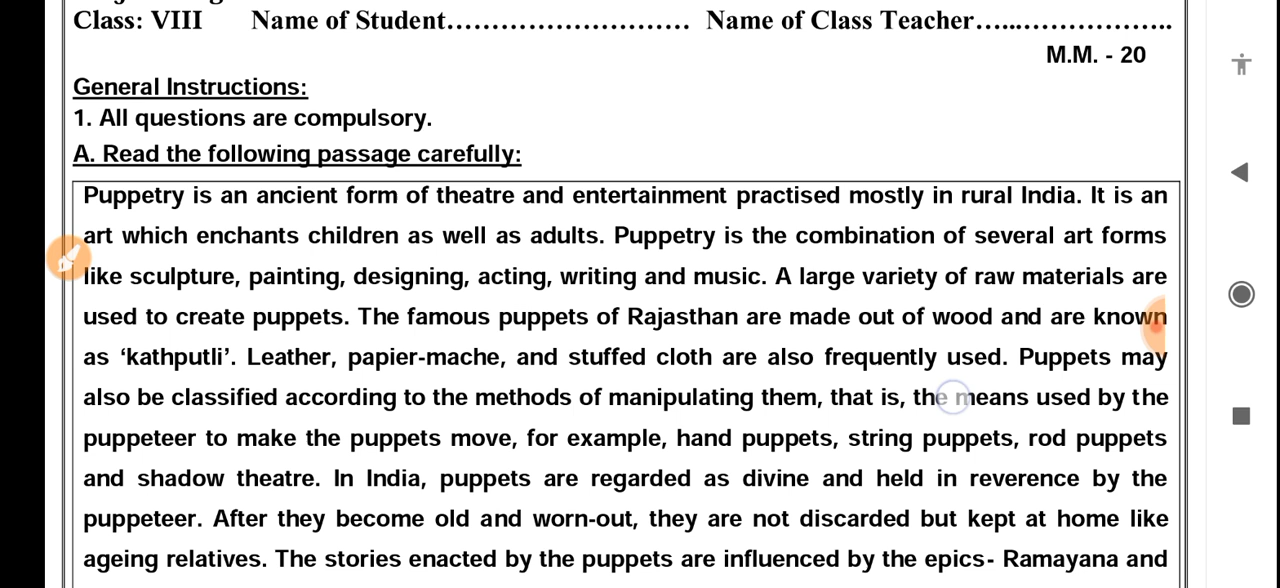 Class: VIII Name of Student........................... Name of Class Teacher........................
M.M. - 20
General Instructions:
1. All questions are compulsory.
A. Read the following passage carefully:
Puppetry is an ancient form of theatre and entertainment practised mostly in rural India. It is an
art which enchants children as well as adults. Puppetry is the combination of several art forms
like sculpture, painting, designing, acting, writing and music. A large variety of raw materials are
used to create puppets. The famous puppets of Rajasthan are made out of wood and are known
as ‘kathputli’. Leather, papier-mache, and stuffed cloth are also frequently used. Puppets may
also be classified according to the methods of manipulating them, that is, the means used by the
puppeteer to make the puppets move, for example, hand puppets, string puppets, rod puppets
and shadow theatre. In India, puppets are regarded as divine and held in reverence by the
puppeteer. After they become old and worn-out, they are not discarded but kept at home like
ageing relatives. The stories enacted by the puppets are influenced by the epics- Ramayana and